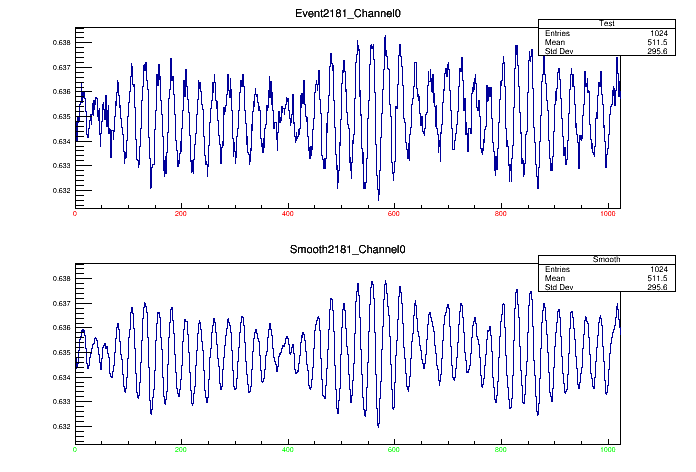 Event2181_Channel0
Test
Entries 1024
Mean 511.5
Std Dev 295.6
0.638
0.637
0.636
0.635
0.634
0.633
0.632
0 200 400 600 800 1000
Smooth2181_Channel0
Smooth
Entries 1024
Mean 511.5
Std Dev 295.6
0.638
0.637
0.636
0.635
0.634
0.633
0.632
0 200 400 600 800 1000